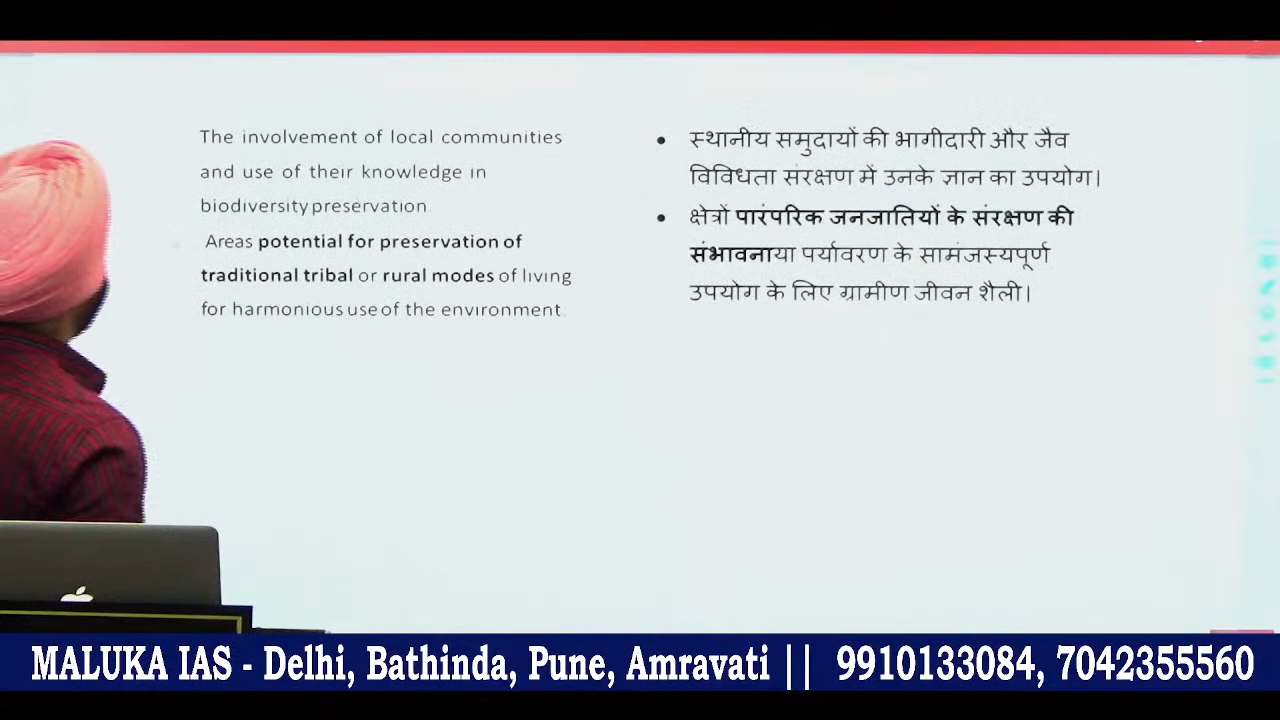 The involvement of local communities
and use of their knowledge in
biodiversity preservation
Areas potential for preservation of
traditional tribal or rural modes of living
for harmonious use of the environment.
• स्थानीय समुदायों की भागीदारी और जैव
विविधता संरक्षण में उनके ज्ञान का उपयोग।
• क्षेत्रों पारंपरिक जनजातियों के संरक्षण की
संभावनाया पर्यावरण के सामंजस्यपूर्ण
उपयोग के लिए ग्रामीण जीवन शैली।
MALUKA IAS - Delhi, Bathinda, Pune, Amravati || 9910133084, 7042355560